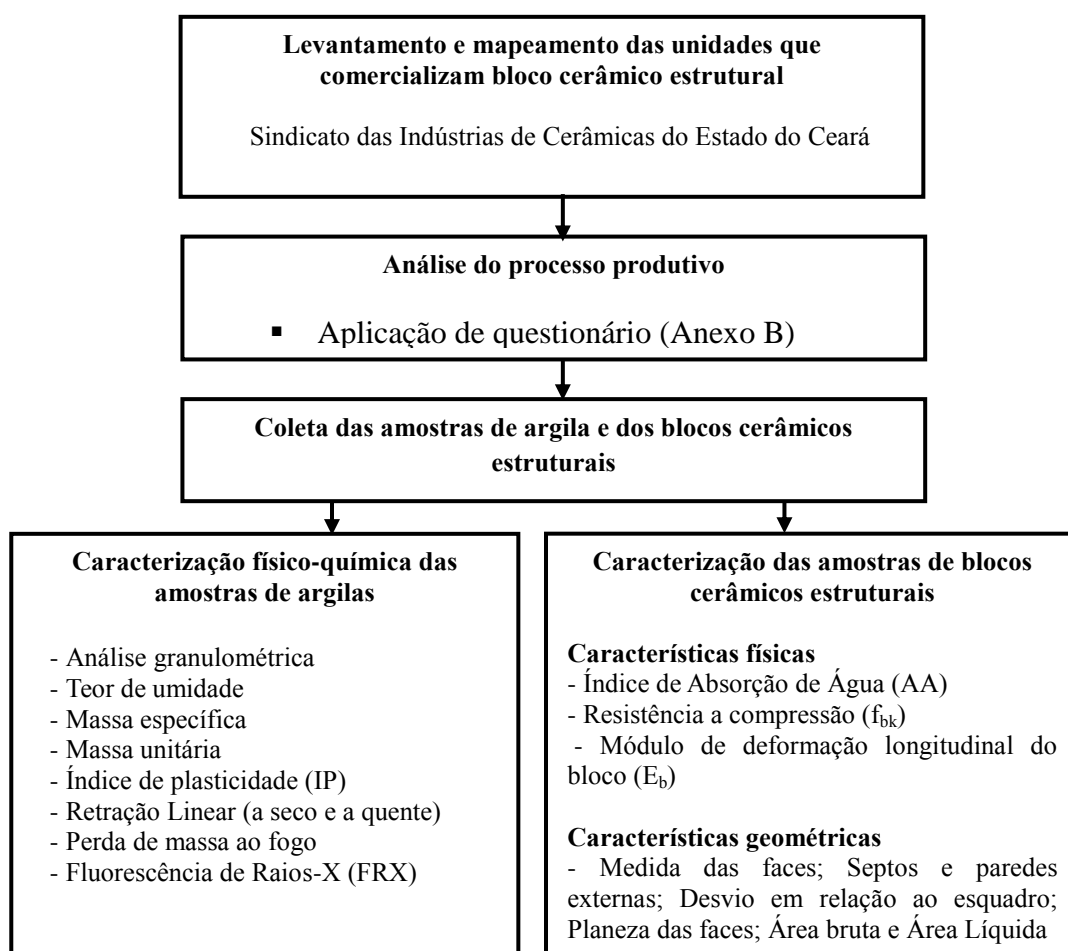 Levantamento e mapeamento das unidades que
comercializam bloco cerâmico estrutural
Sindicato das Indústrias de Cerâmicas do Estado do Ceará
Análise do processo produtivo
▪ Aplicação de questionário (Anexo B)
Coleta das amostras de argila e dos blocos cerâmicos
estruturais
Caracterização físico-química das
amostras de argilas
- Análise granulométrica
- Teor de umidade
- Massa específica
- Massa unitária
- Índice de plasticidade (IP)
- Retração Linear (a seco e a quente)
- Perda de massa ao fogo
- Fluorescência de Raios-X (FRX)
Caracterização das amostras de blocos
cerâmicos estruturais
Características físicas
- Índice de Absorção de Água (AA)
- Resistência a compressão (fbk)
- Módulo de deformação longitudinal do
bloco (Eb)
Características geométricas
- Medida das faces; Septos e paredes
externas; Desvio em relação ao esquadro;
Planeza das faces; Área bruta e Área Líquida